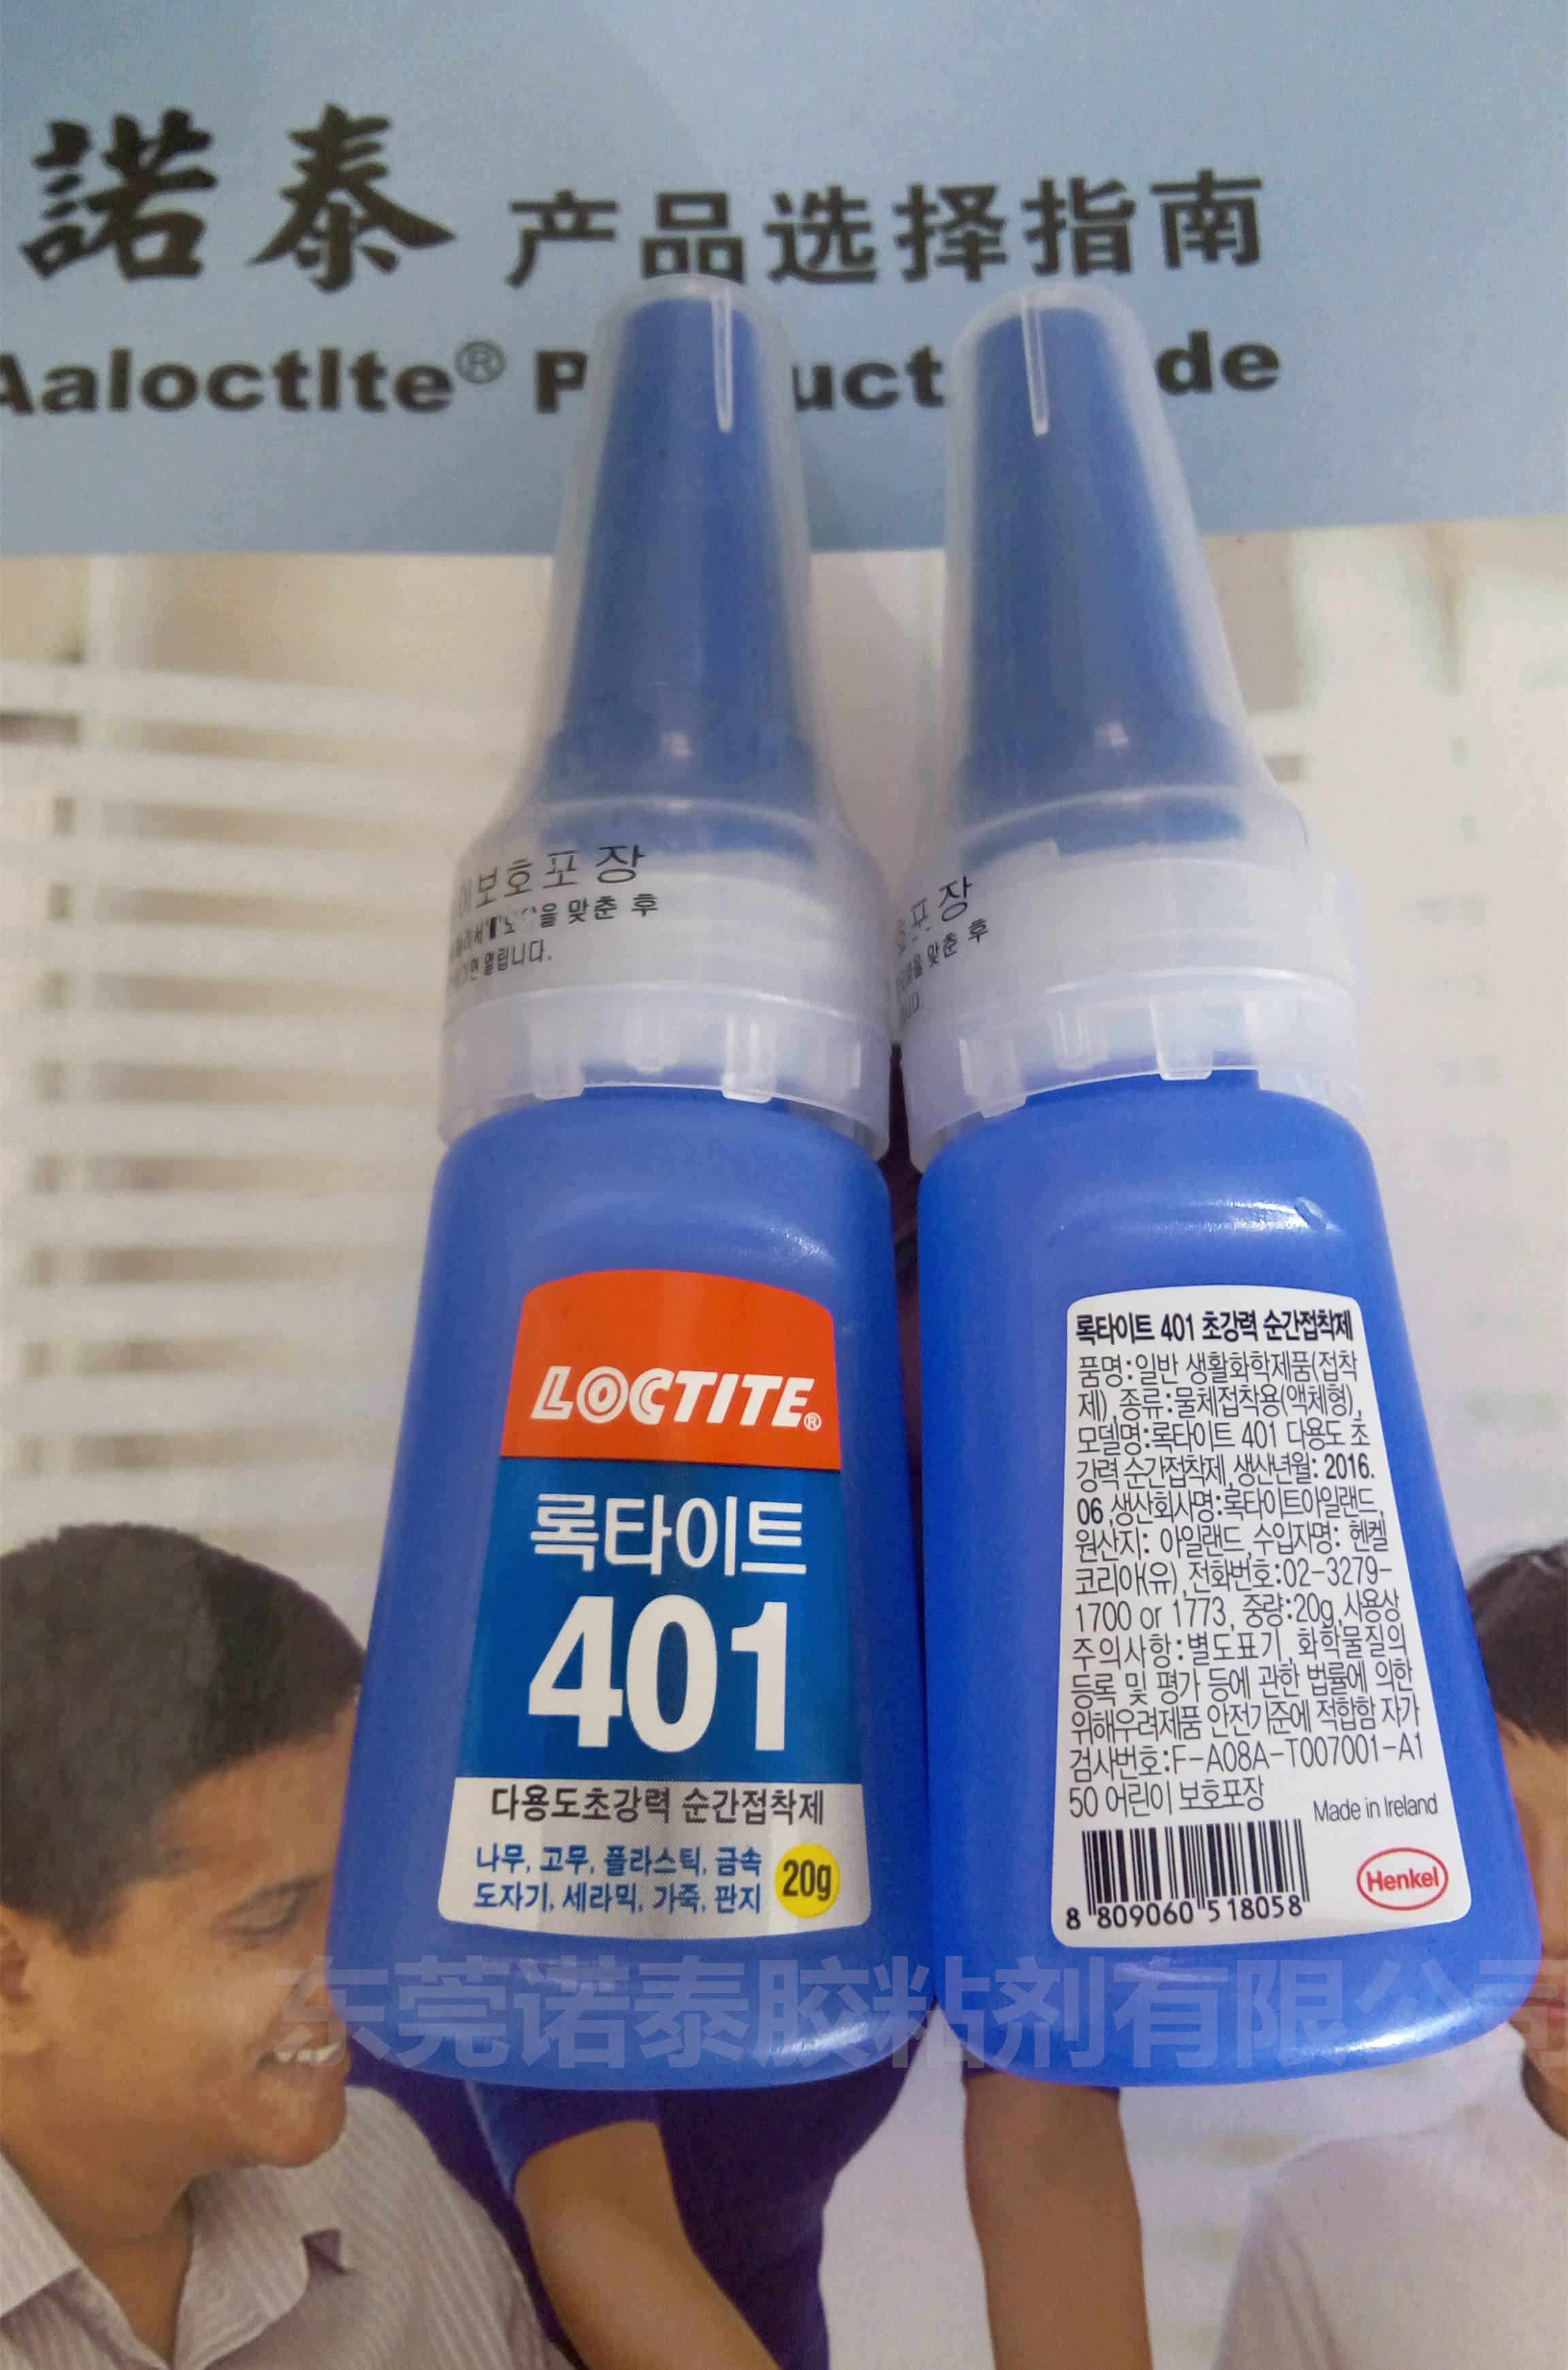 諾泰 产品选择指南
Aaloctite®
보호포장
을 맞춘 후
열립니다.
포장
맞춘 후
LOCTITE®
록타이트
401
다용도초강력 순간접착제
나무, 고무, 플라스틱, 금속
도자기, 세라믹, 가죽, 판지
20g
록타이트 401 초강력 순간접착제
품명:일반 생활화학제품(접착
제), 종류:물체접착용(액체형),
모델명:록타이트 401 다용도 초
강력 순간접착제, 생산년월: 2016.
06 ,생산회사명:록타이트아일랜드,
원산지: 아일랜드, 수입자명: 헨켈
코리아(유), 전화번호:02-3279-
1700 or 1773, 중량:20g, 사용상
주의사항:별도표기, 화학물질의
등록 및 평가 등에 관한 법률에 의한
위해우려제품 안전기준에 적합함 자가
검사번호:F-A08A-T007001-A1
50 어린이 보호포장
Made in Ireland
Henkel
8 809060 518058
东莞诺泰胶粘剂有限公司